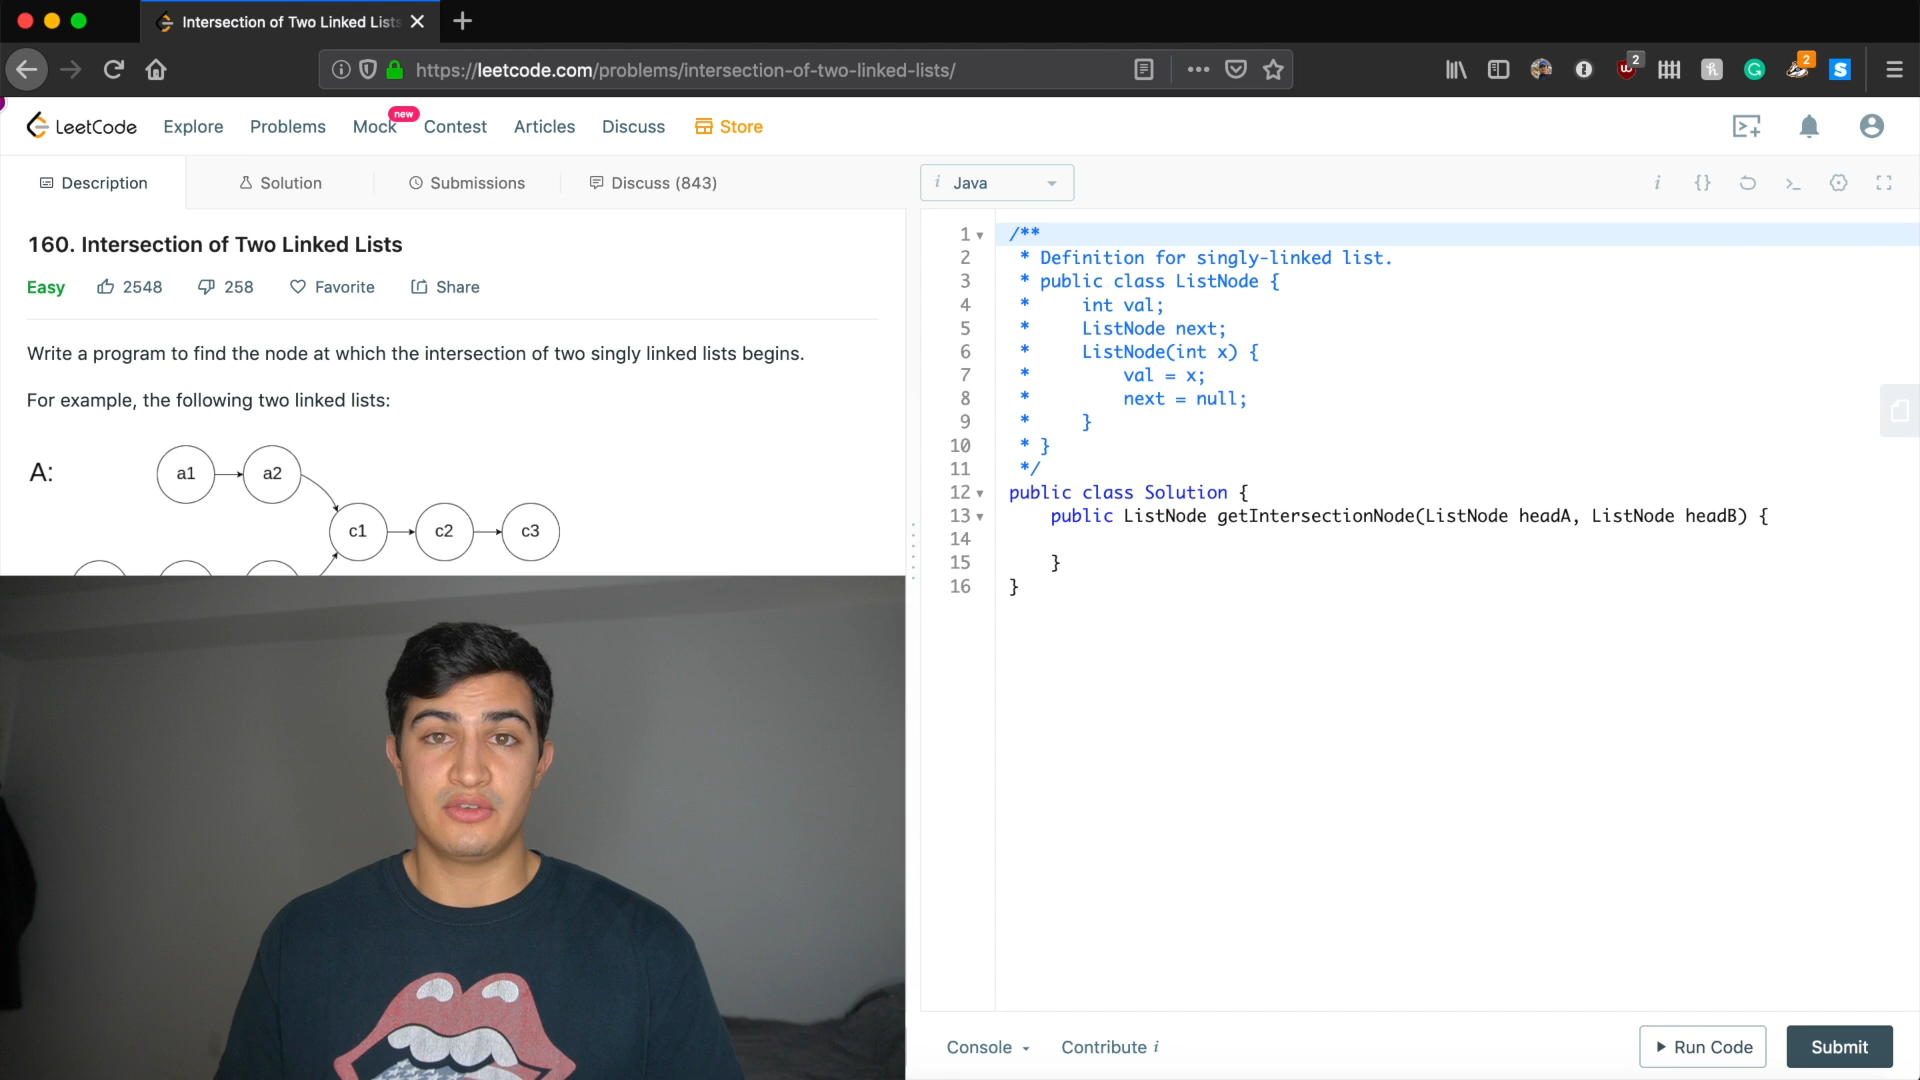 Intersection of Two Linked Lists
https://leetcode.com/problems/intersection-of-two-linked-lists/
2
2
LeetCode
Explore
Problems
Mock
new
Contest
Articles
Discuss
Store
Description
Solution
Submissions
Discuss (843)
i Java
160. Intersection of Two Linked Lists
Easy
2548
258
Favorite
Share
Write a program to find the node at which the intersection of two singly linked lists begins.
For example, the following two linked lists:
A:
a1
a2
c1
c2
c3
1 /**
2 * Definition for singly-linked list.
3 * public class ListNode {
4 * int val;
5 * ListNode next;
6 * ListNode(int x) {
7 * val = x;
8 * next = null;
9 * }
10 * }
11 */
12 public class Solution {
13 public ListNode getIntersectionNode(ListNode headA, ListNode headB) {
14
15 }
16 }
Console
Contribute i
Run Code
Submit